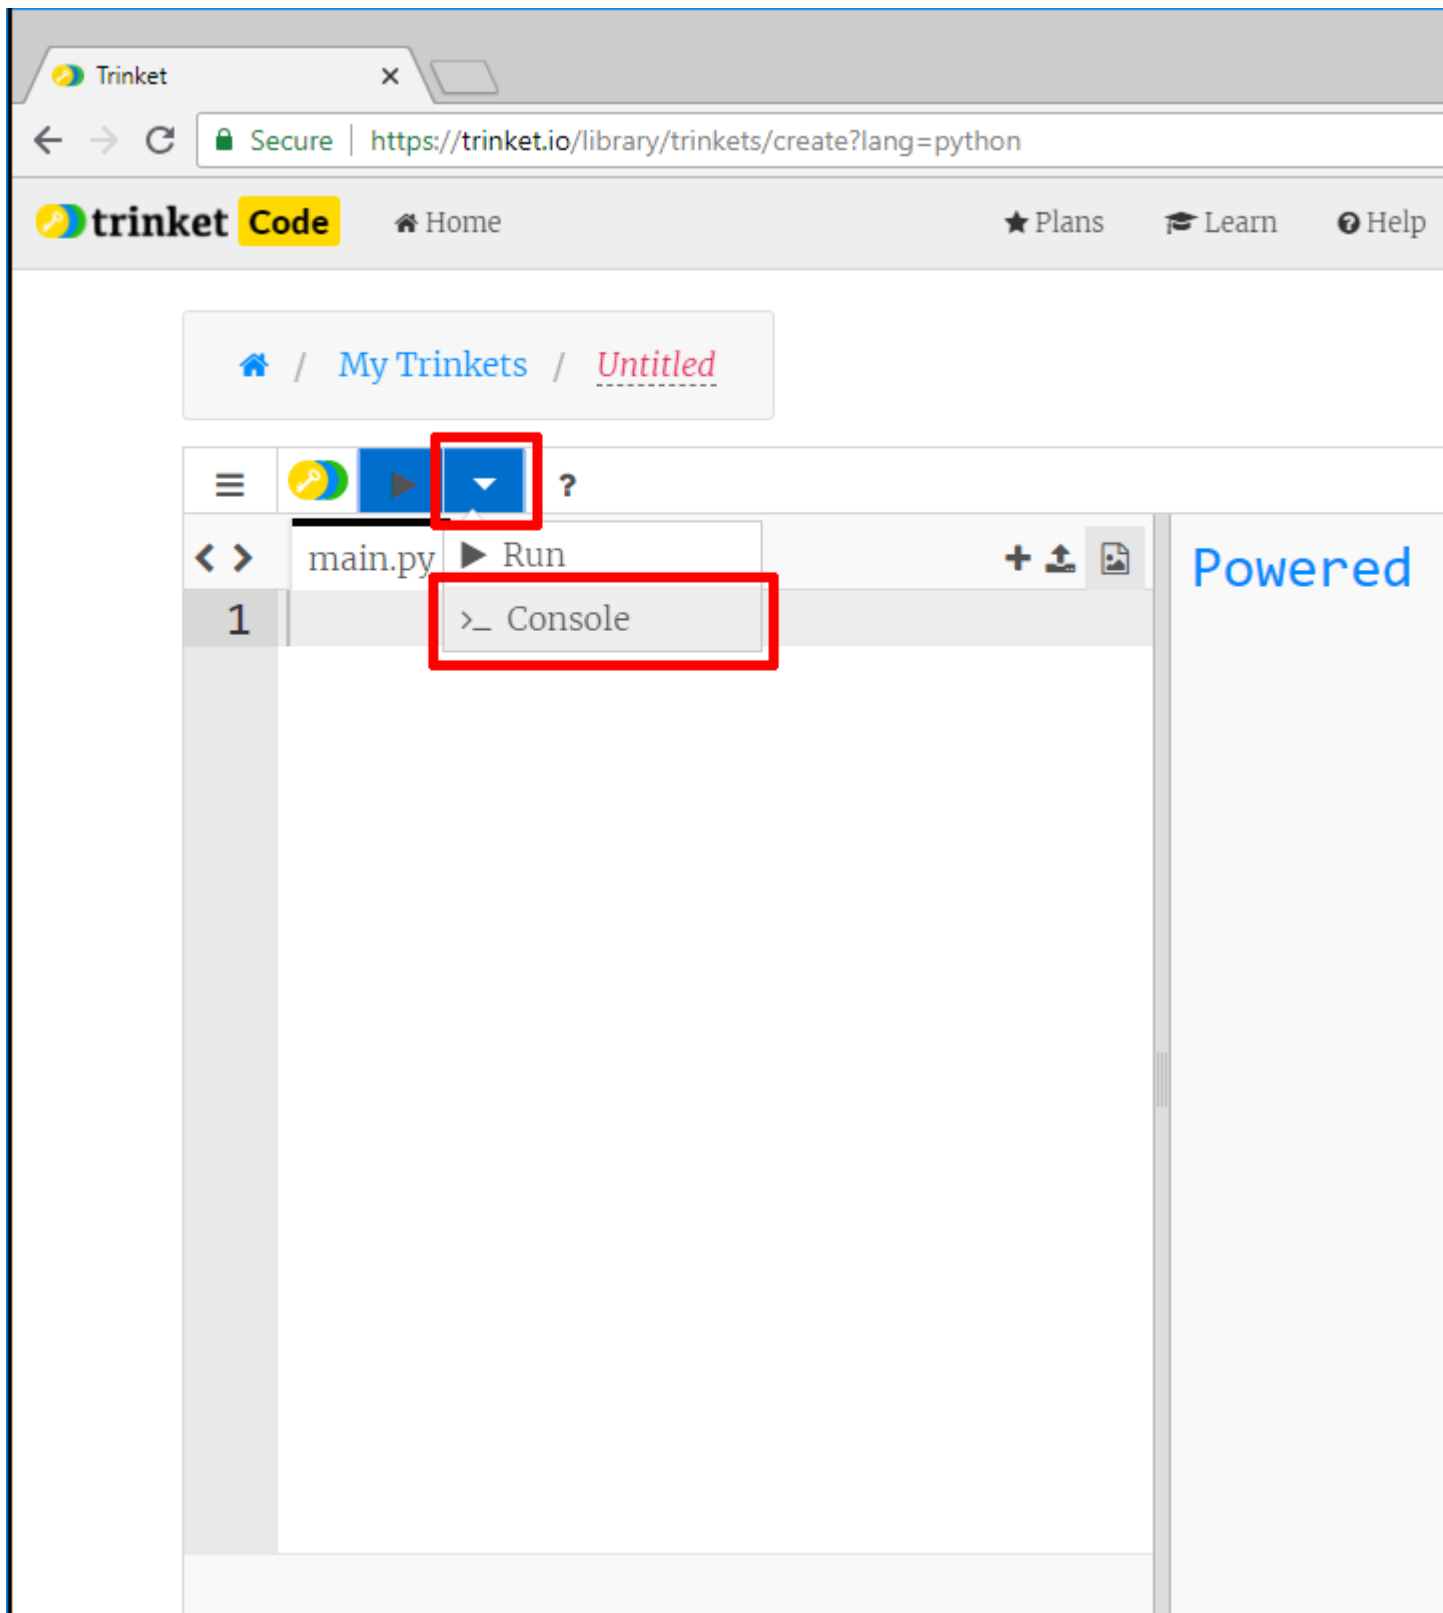 Trinket
Secure | https://trinket.io/library/trinkets/create?lang=python
trinket Code Home Plans Learn Help
/ My Trinkets / Untitled
?
main.py Run
Powered
1
>_ Console